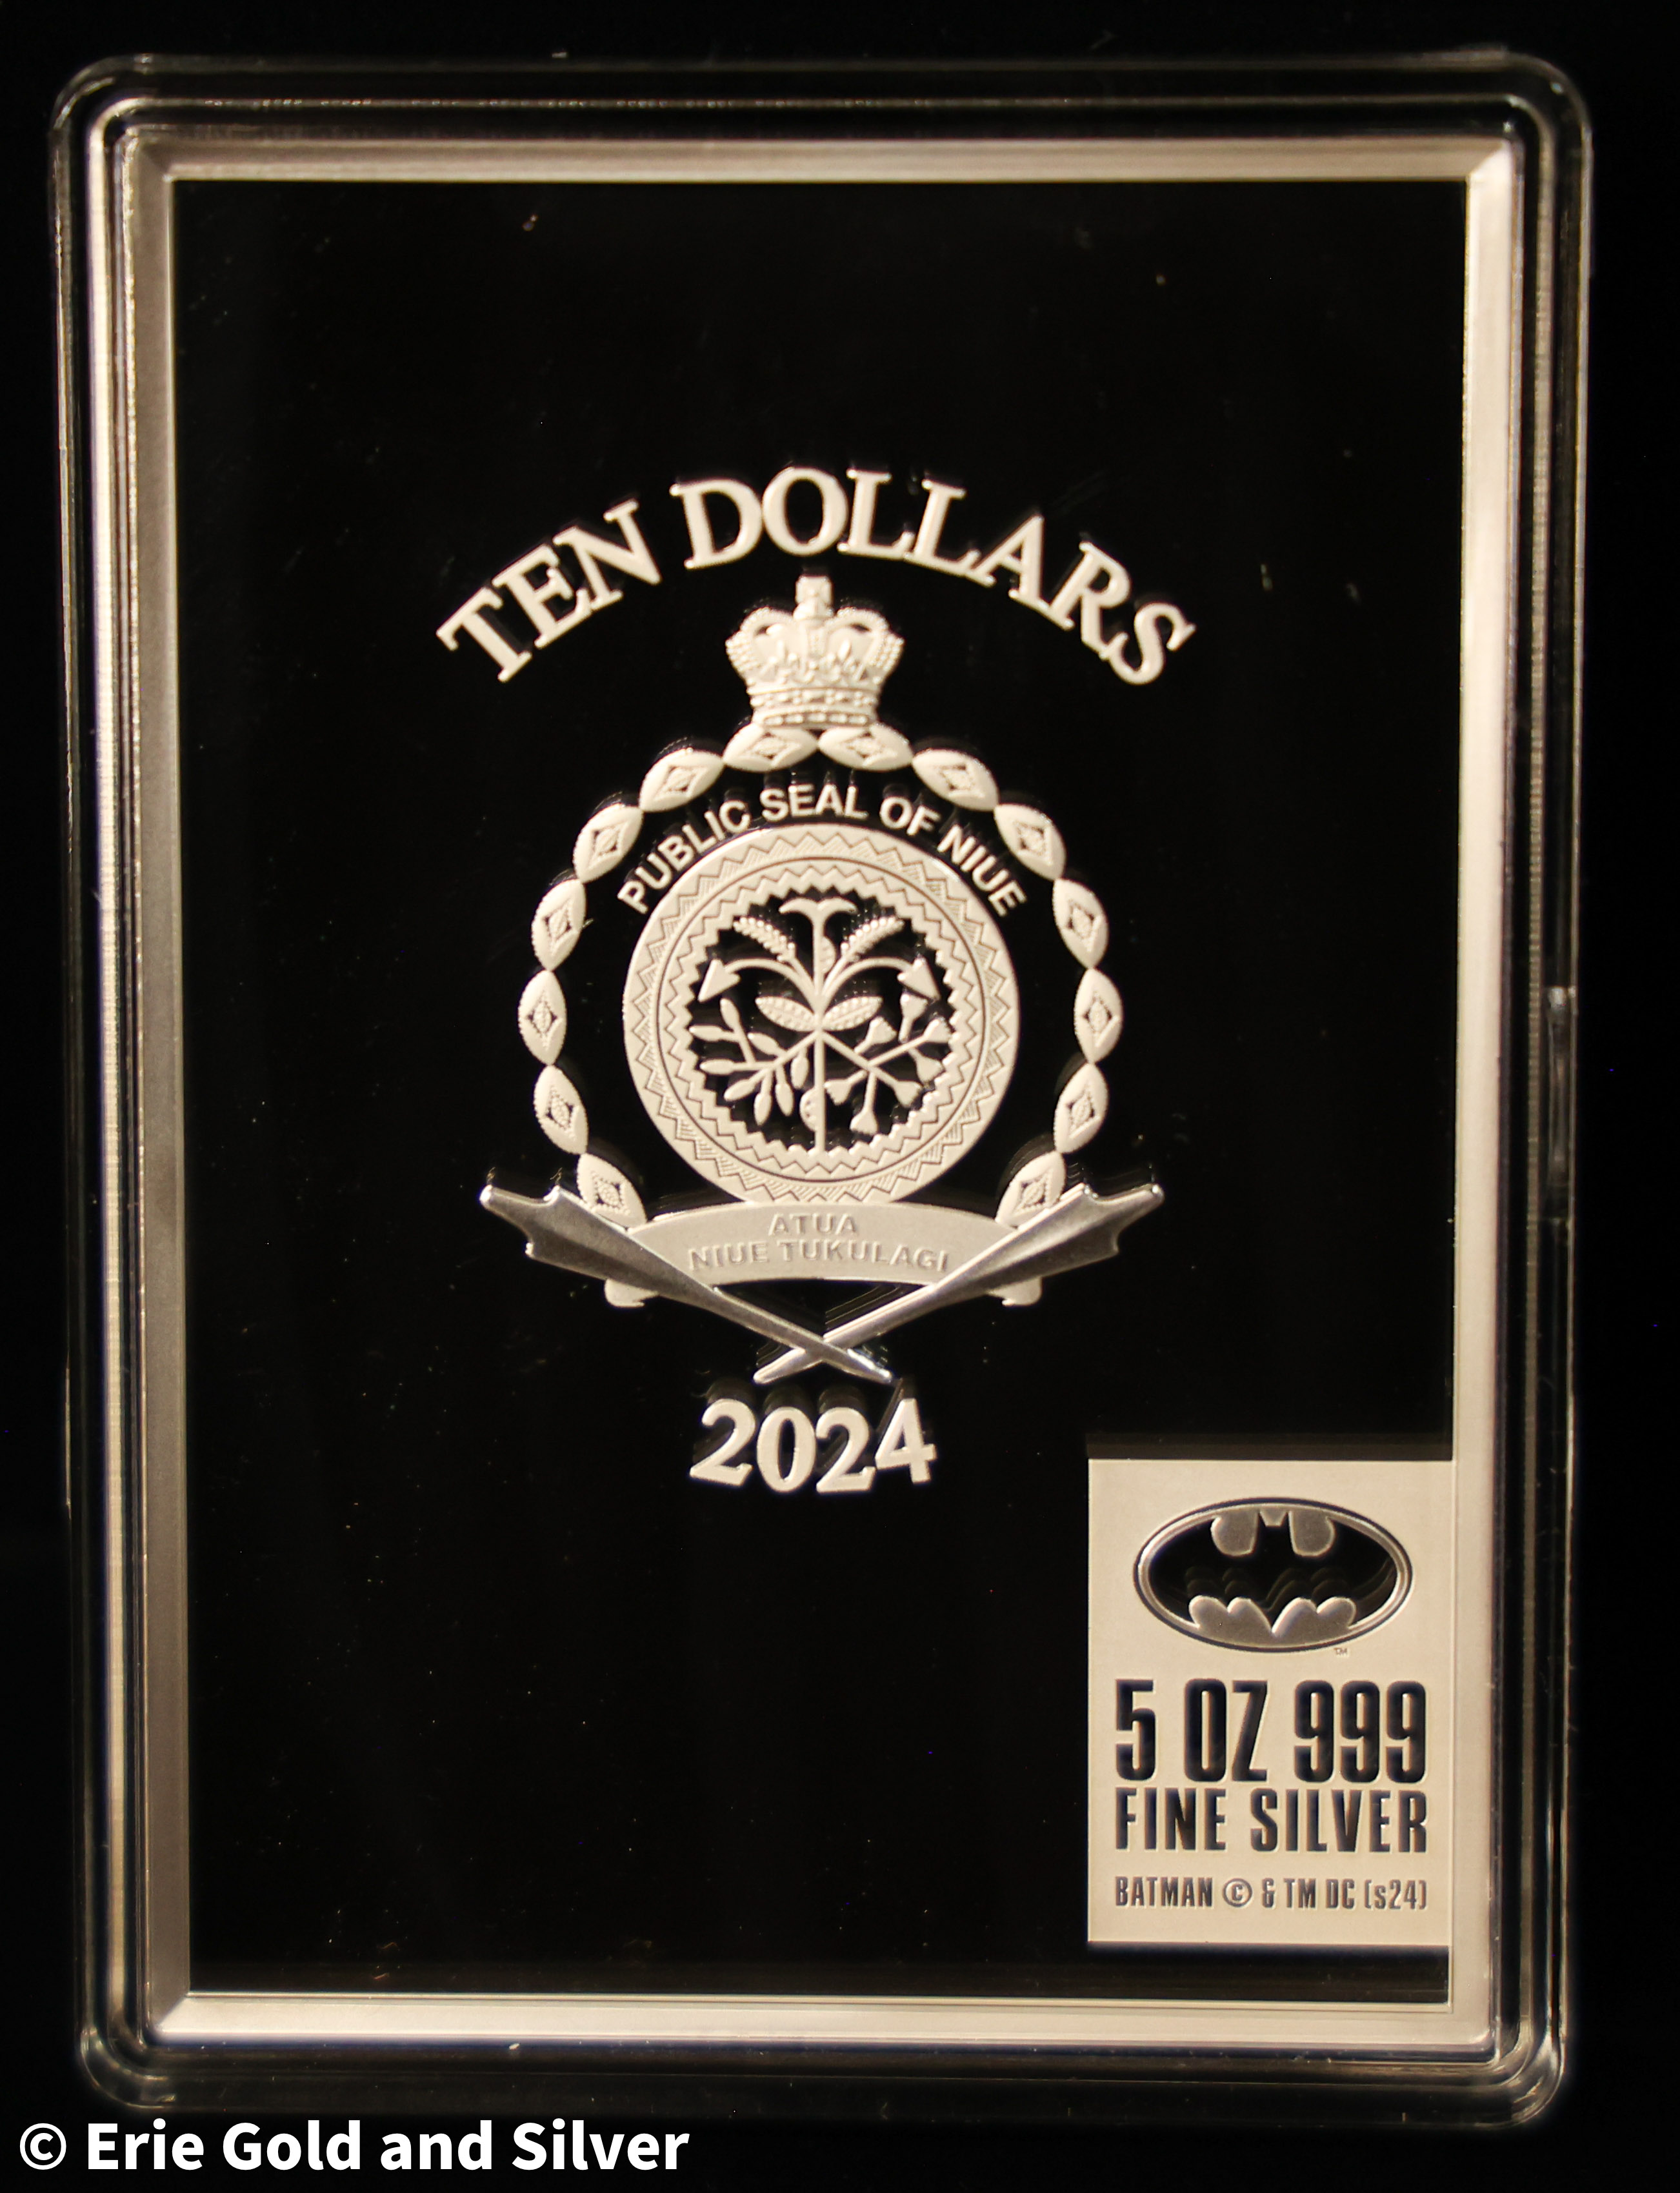 TEN DOLLARS
PUBLIC SEAL OF NIUE
ATUA
NIUE TUKULAGI
2024
TM
5 OZ 999
FINE SILVER
BATMAN © & TM DC (s24)
© Erie Gold and Silver